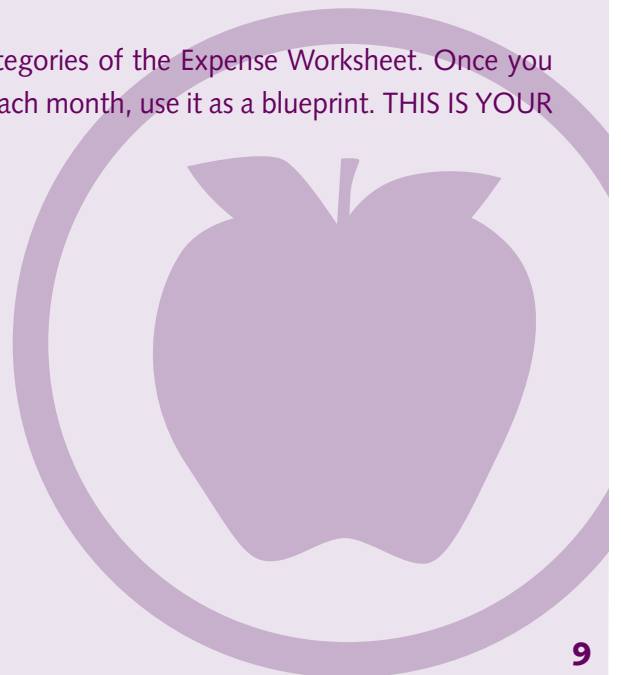 tegories of the Expense Worksheet. Once you
ach month, use it as a blueprint. THIS IS YOUR
9